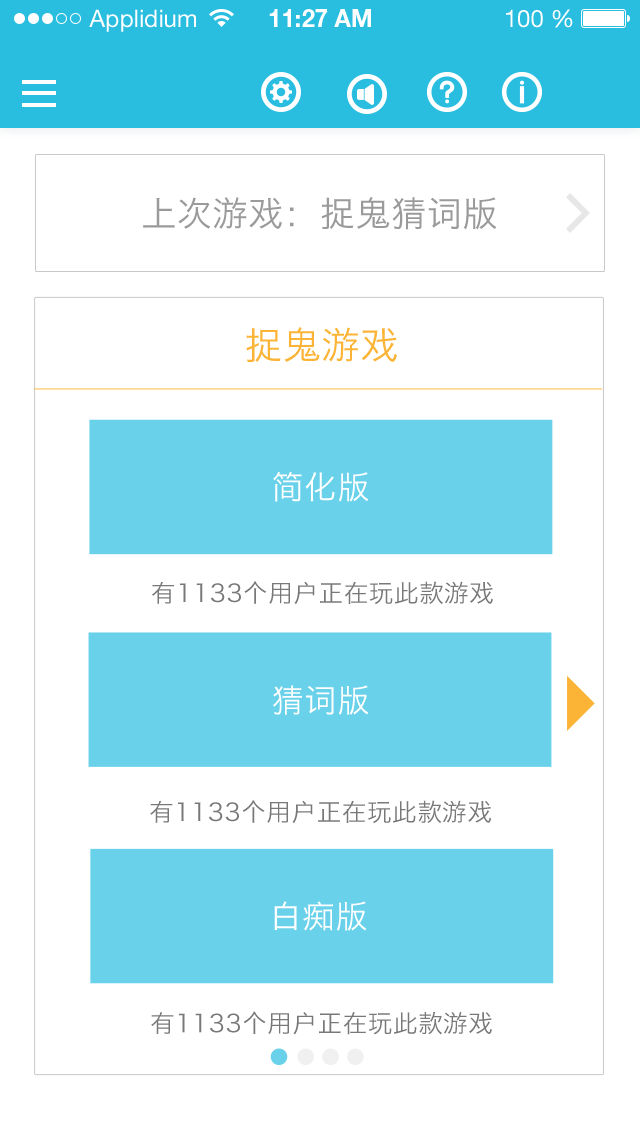 Applidium 11:27 AM 100 %
上次游戏：捉鬼猜词版
捉鬼游戏
简化版
有1133个用户正在玩此款游戏
猜词版
有1133个用户正在玩此款游戏
白痴版
有1133个用户正在玩此款游戏